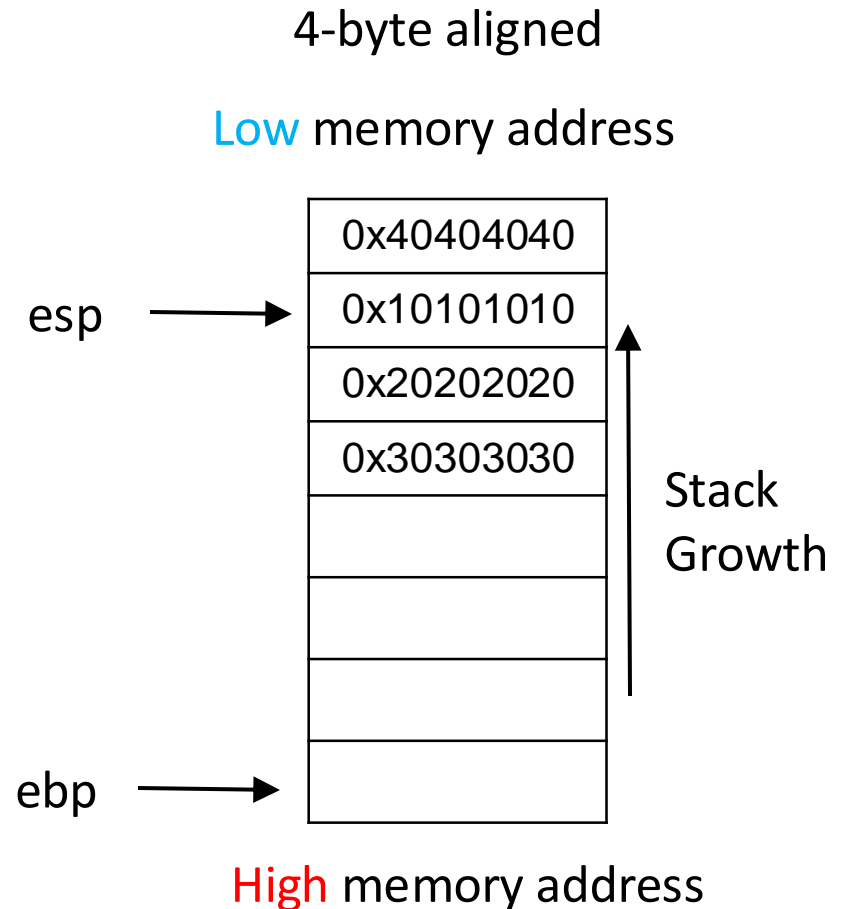 4-byte aligned
Low memory address
0x40404040
esp
0x10101010
0x20202020
0x30303030
Stack
Growth
ebp
High memory address